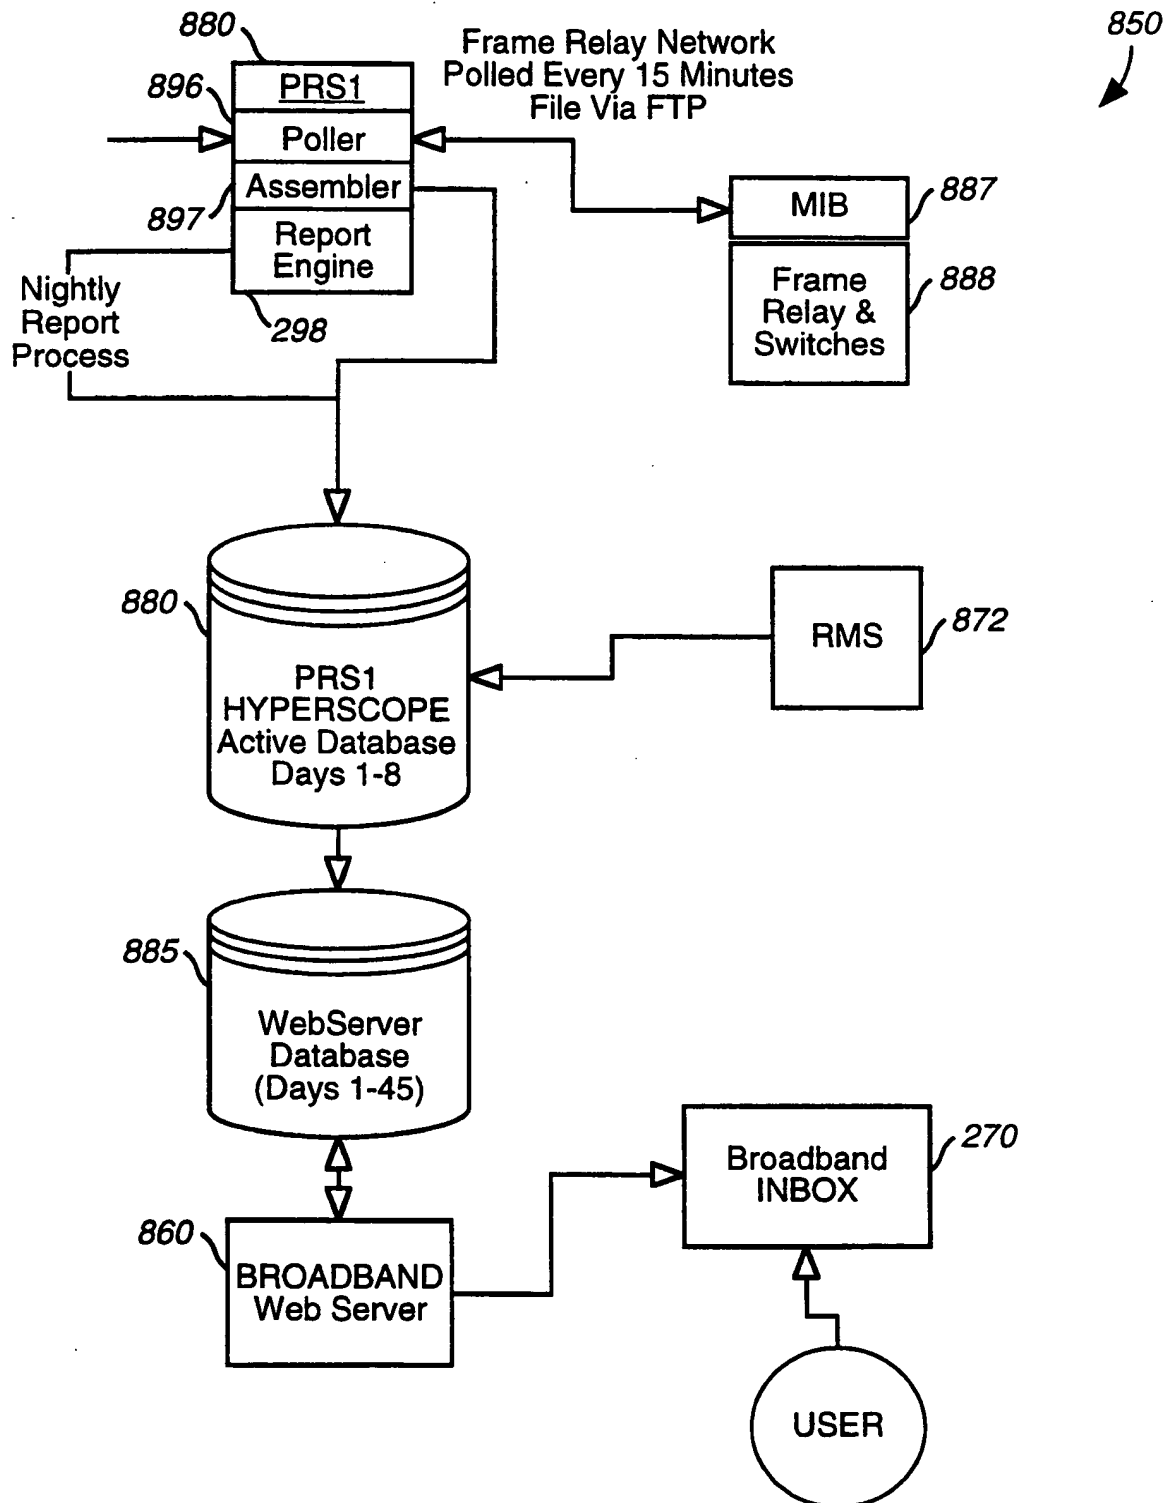 850
880
Frame Relay Network
Polled Every 15 Minutes
File Via FTP
PRS1
896
Poller
Assembler
897
Report
Engine
298
Nightly
Report
Process
MIB
887
Frame
Relay &
Switches
888
880
PRS1
HYPERSCOPE
Active Database
Days 1-8
RMS
872
885
WebServer
Database
(Days 1-45)
Broadband
INBOX
270
860
BROADBAND
Web Server
USER